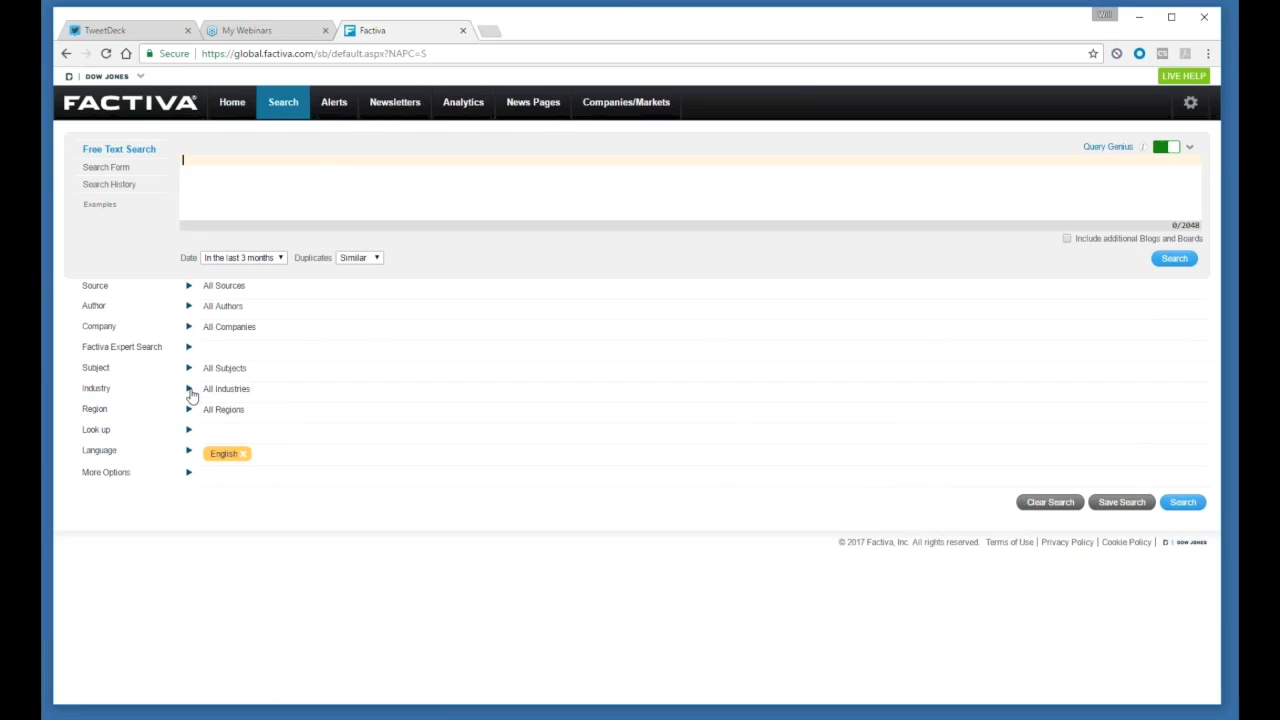 Will
TweetDeck
My Webinars
Factiva
Secure
https://global.factiva.com/sb/default.aspx?NAPC=S
DOW JONES
LIVE HELP
FACTIVA
Home
Search
Alerts
Newsletters
Analytics
News Pages
Companies/Markets
Free Text Search
Query Genius
Search Form
Search History
Examples
0/2048
Include additional Blogs and Boards
Date In the last 3 months Duplicates Similar
Search
Source All Sources
Author All Authors
Company All Companies
Factiva Expert Search
Subject All Subjects
Industry All Industries
Region All Regions
Look up
Language English
More Options
Clear Search Save Search Search
© 2017 Factiva, Inc. All rights reserved. Terms of Use | Privacy Policy | Cookie Policy | DOW JONES